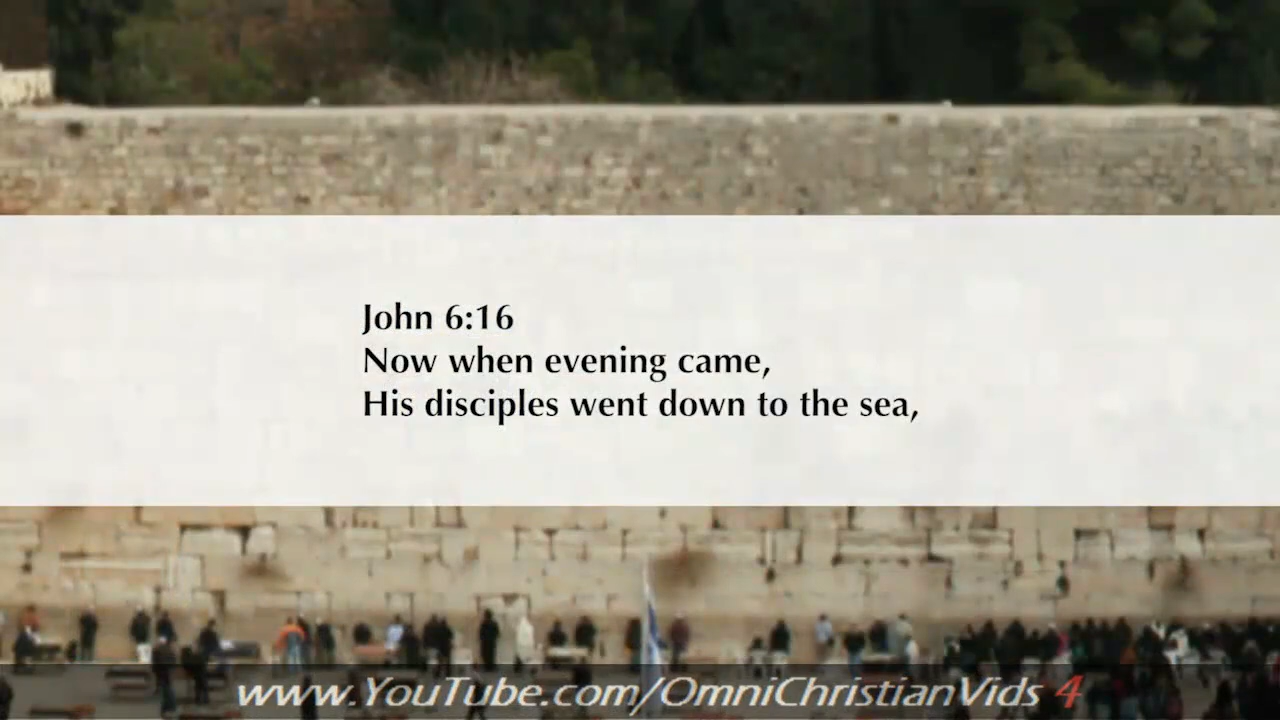 John 6:16
Now when evening came,
His disciples went down to the sea,
www.YouTube.com/OmniChristianVids 4